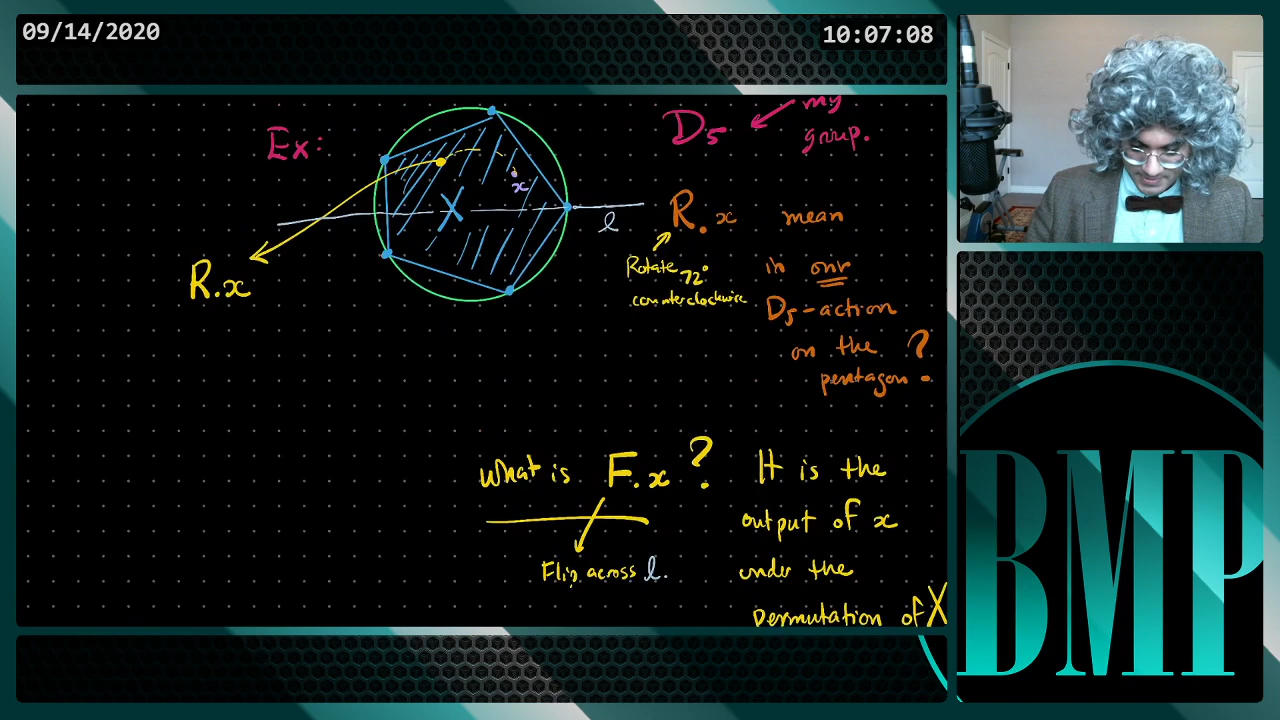 09/14/2020
10:07:08
my
group.
D5
Ex:
x
X
l
R.x mean
Rotate 72°
counterclockwise
in our
D5-action
on the
pentagon ?
R.x
What is F.x ?
Flip across l.
It is the
output of x
under the
permutation of X
BMP